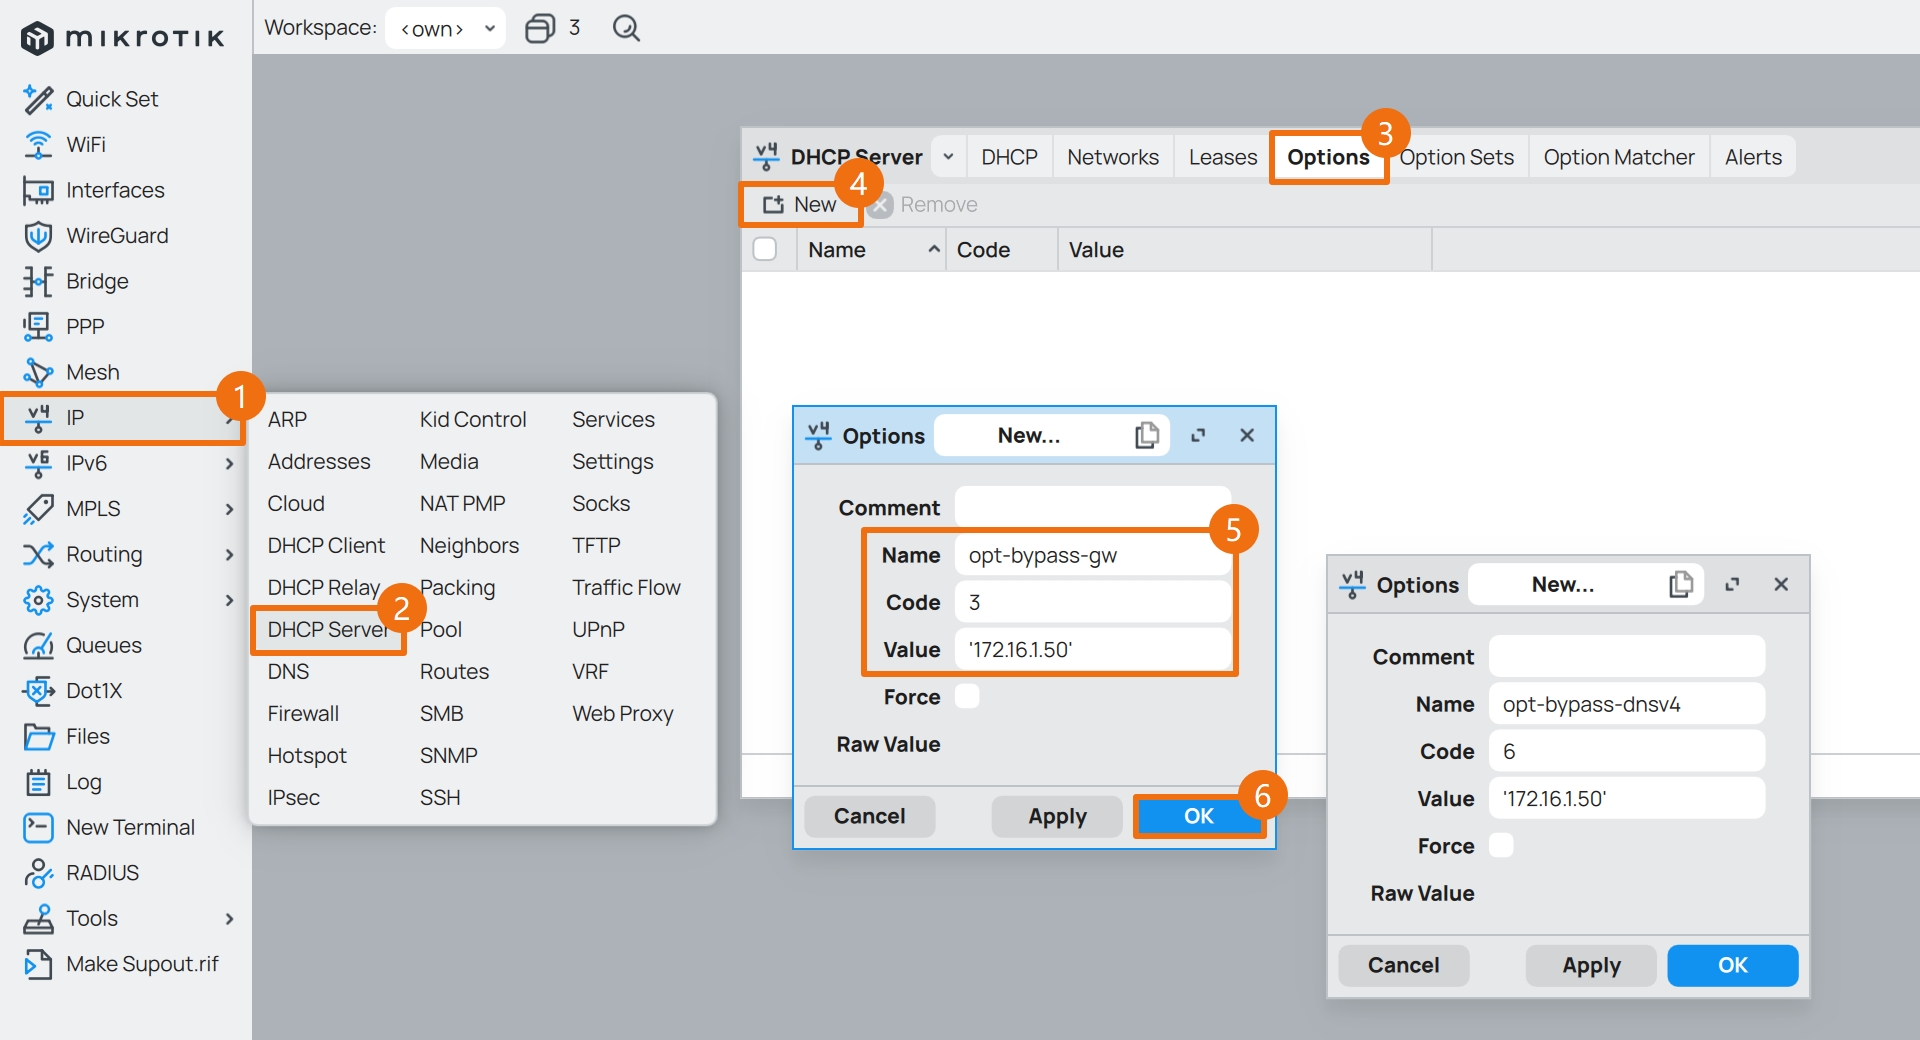 mikrotik
Workspace: <own> 3
Quick Set
WiFi
Interfaces
WireGuard
Bridge
PPP
Mesh
IP
1
IPv6
MPLS
Routing
System
Queues
Dot1X
Files
Log
New Terminal
RADIUS
Tools
Make Supout.rif
ARP Kid Control Services
Addresses Media Settings
Cloud NAT PMP Socks
DHCP Client Neighbors TFTP
DHCP Relay Packing Traffic Flow
2
DHCP Server Pool UPnP
DNS Routes VRF
Firewall SMB Web Proxy
Hotspot SNMP
IPsec SSH
v4 DHCP Server DHCP Networks Leases Options Option Sets Option Matcher Alerts
3
4
New Remove
Name Code Value
v4 Options New...
Comment
5
Name opt-bypass-gw
Code 3
Value '172.16.1.50'
Force
Raw Value
6
Cancel Apply OK
v4 Options New...
Comment
Name opt-bypass-dnsv4
Code 6
Value '172.16.1.50'
Force
Raw Value
Cancel Apply OK